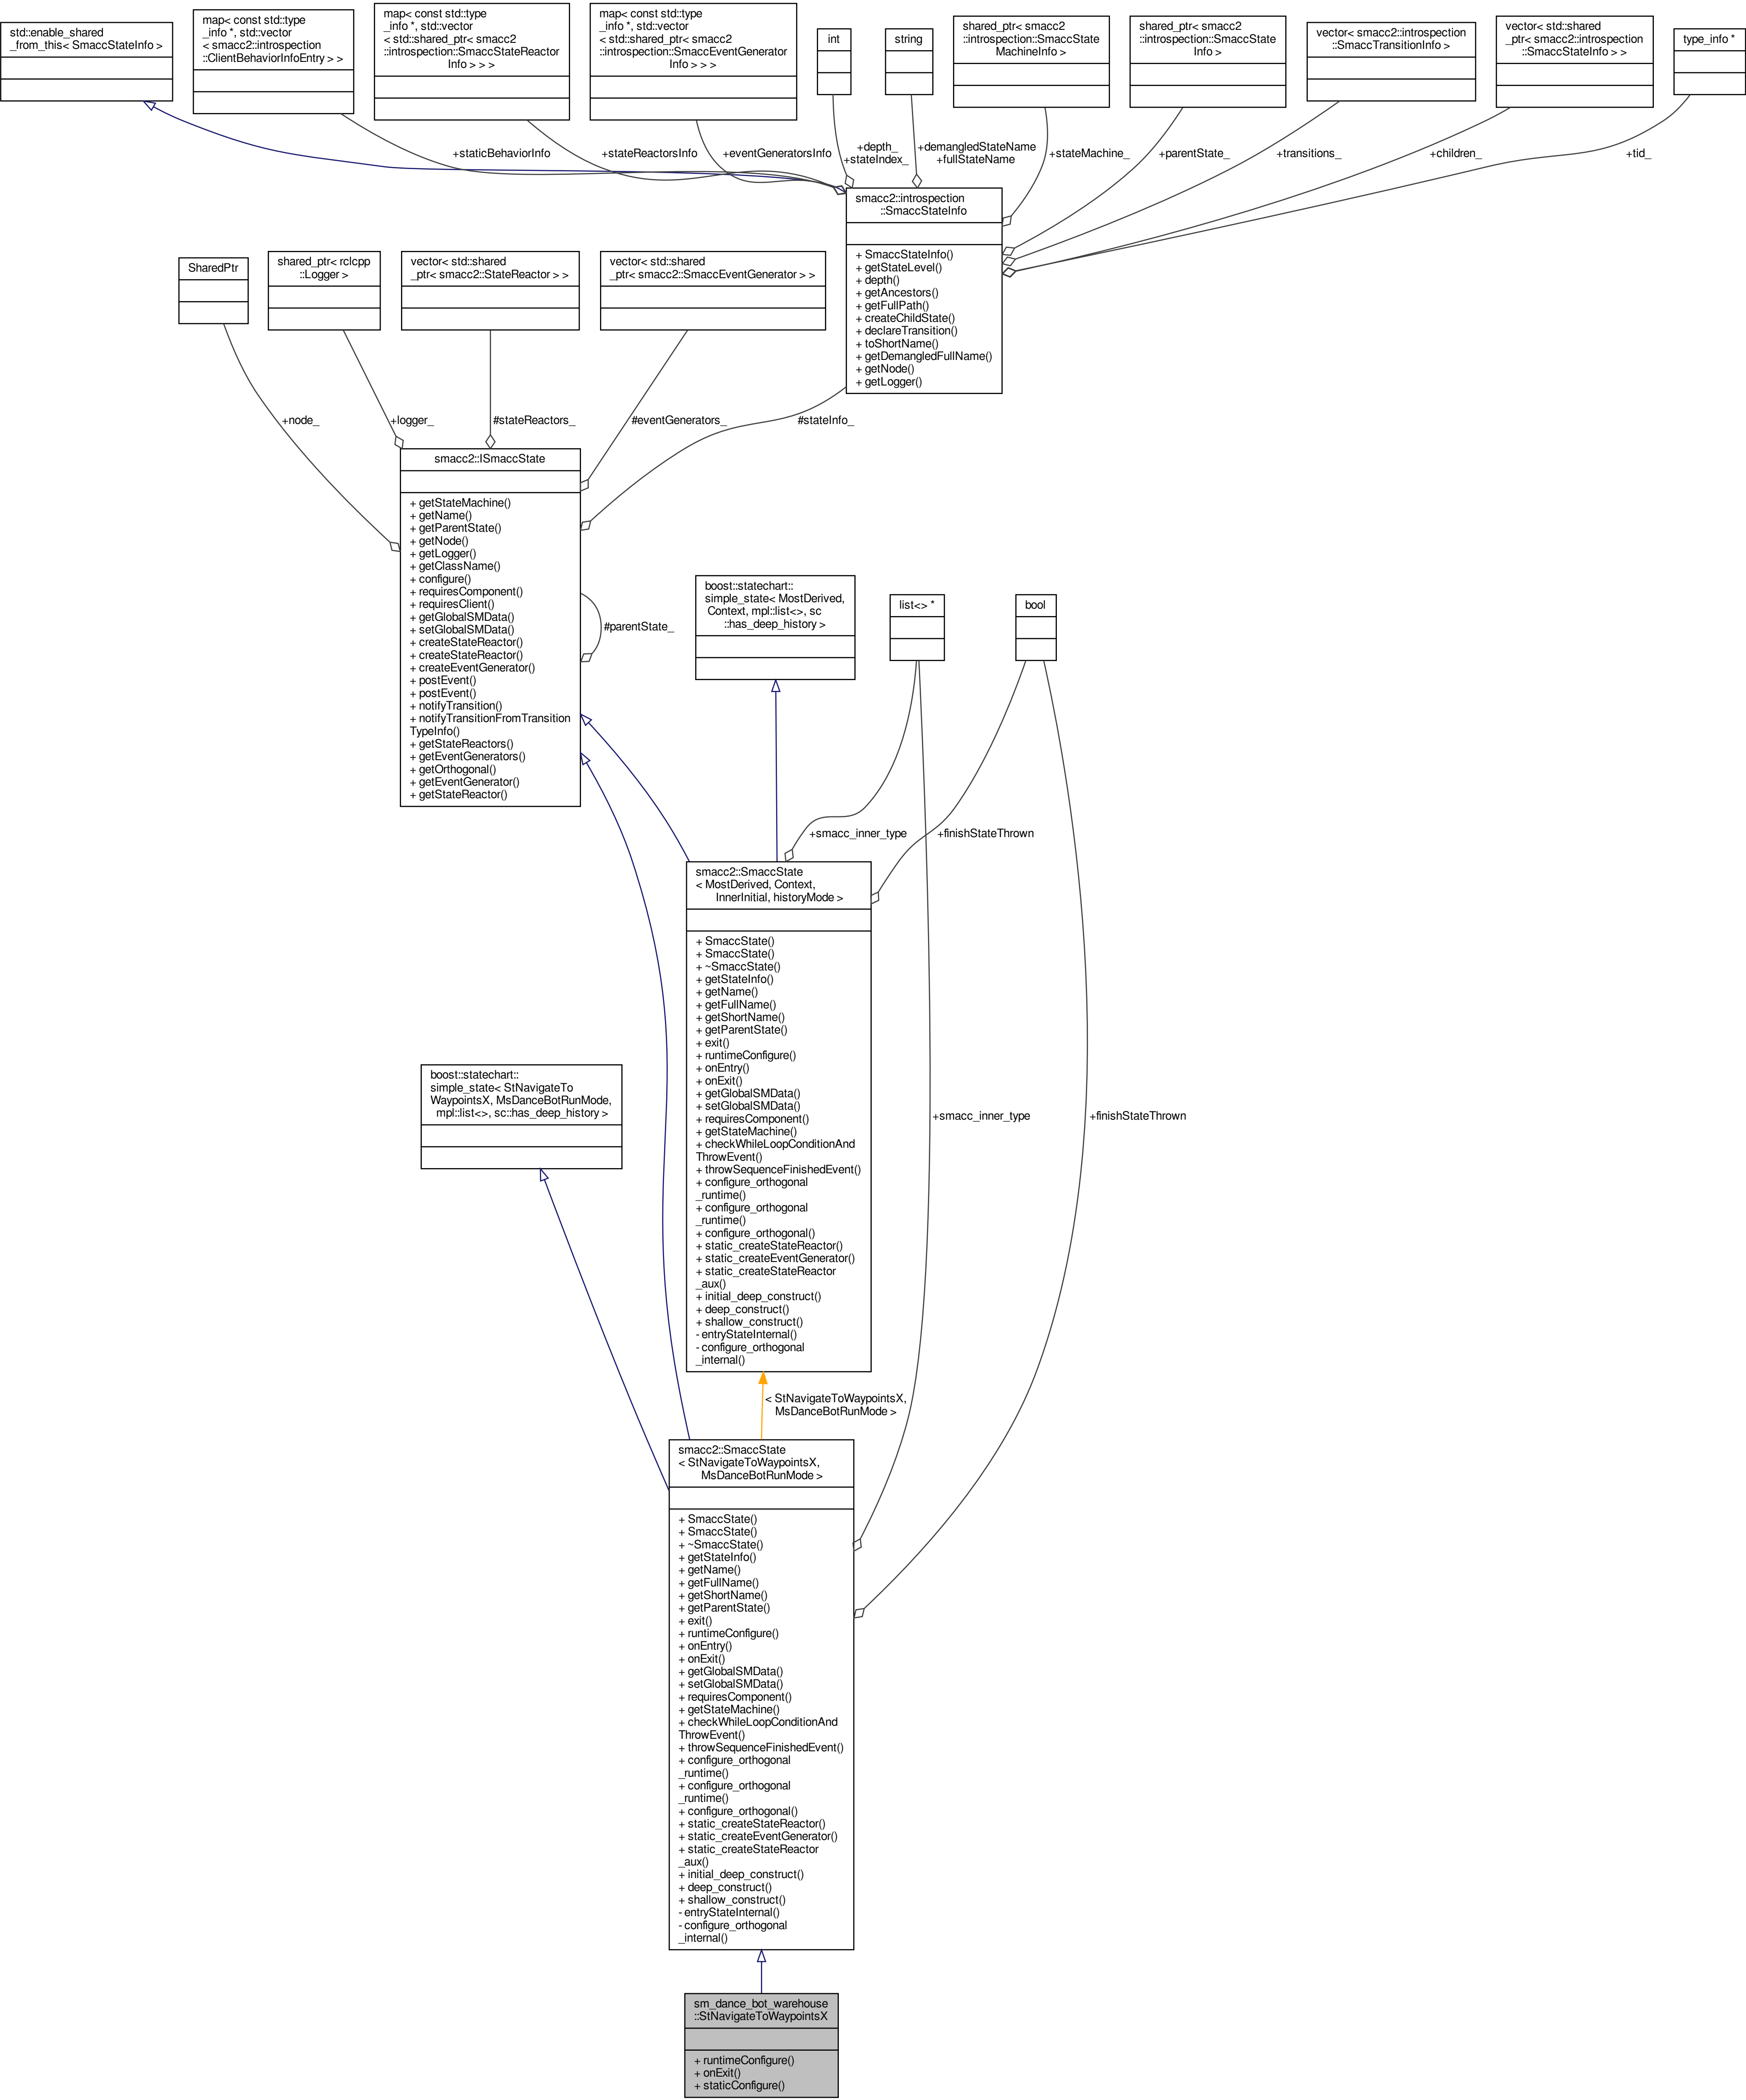 std::enable_shared
_from_this< SmaccStateInfo >
map< const std::type
_info *, std::vector
< smacc2::introspection
::ClientBehaviorInfoEntry > >
map< const std::type
_info *, std::vector
< std::shared_ptr< smacc2
::introspection::SmaccStateReactor
Info > > >
map< const std::type
_info *, std::vector
< std::shared_ptr< smacc2
::introspection::SmaccEventGenerator
Info > > >
int
string
shared_ptr< smacc2
::introspection::SmaccState
MachineInfo >
shared_ptr< smacc2
::introspection::SmaccState
Info >
vector< smacc2::introspection
::SmaccTransitionInfo >
vector< std::shared
_ptr< smacc2::introspection
::SmaccStateInfo > >
type_info *
+staticBehaviorInfo
+stateReactorsInfo
+eventGeneratorsInfo
+depth_
+stateIndex_
+demangledStateName
+fullStateName
+stateMachine_
+parentState_
+transitions_
+children_
+tid_
smacc2::introspection
::SmaccStateInfo
+ SmaccStateInfo()
+ getStateLevel()
+ depth()
+ getAncestors()
+ getFullPath()
+ createChildState()
+ declareTransition()
+ toShortName()
+ getDemangledFullName()
+ getNode()
+ getLogger()
SharedPtr
shared_ptr< rclcpp
::Logger >
vector< std::shared
_ptr< smacc2::StateReactor > >
vector< std::shared
_ptr< smacc2::SmaccEventGenerator > >
+node_
+logger_
#stateReactors_
#eventGenerators_
#stateInfo_
smacc2::ISmaccState
+ getStateMachine()
+ getName()
+ getParentState()
+ getNode()
+ getLogger()
+ getClassName()
+ configure()
+ requiresComponent()
+ requiresClient()
+ getGlobalSMData()
+ setGlobalSMData()
+ createStateReactor()
+ createStateReactor()
+ createEventGenerator()
+ postEvent()
+ postEvent()
+ notifyTransition()
+ notifyTransitionFromTransition
TypeInfo()
+ getStateReactors()
+ getEventGenerators()
+ getOrthogonal()
+ getEventGenerator()
+ getStateReactor()
#parentState_
boost::statechart::
simple_state< MostDerived,
Context, mpl::list<>, sc
::has_deep_history >
list<> *
bool
+smacc_inner_type
+finishStateThrown
smacc2::SmaccState
< MostDerived, Context,
InnerInitial, historyMode >
+ SmaccState()
+ SmaccState()
+ ~SmaccState()
+ getStateInfo()
+ getName()
+ getFullName()
+ getShortName()
+ getParentState()
+ exit()
+ runtimeConfigure()
+ onEntry()
+ onExit()
+ getGlobalSMData()
+ setGlobalSMData()
+ requiresComponent()
+ getStateMachine()
+ checkWhileLoopConditionAnd
ThrowEvent()
+ throwSequenceFinishedEvent()
+ configure_orthogonal
_runtime()
+ configure_orthogonal
_runtime()
+ configure_orthogonal()
+ static_createStateReactor()
+ static_createEventGenerator()
+ static_createStateReactor
_aux()
+ initial_deep_construct()
+ deep_construct()
+ shallow_construct()
- entryStateInternal()
- configure_orthogonal
_internal()
boost::statechart::
simple_state< StNavigateTo
WaypointsX, MsDanceBotRunMode,
mpl::list<>, sc::has_deep_history >
+smacc_inner_type
+finishStateThrown
< StNavigateToWaypointsX,
MsDanceBotRunMode >
smacc2::SmaccState
< StNavigateToWaypointsX,
MsDanceBotRunMode >
+ SmaccState()
+ SmaccState()
+ ~SmaccState()
+ getStateInfo()
+ getName()
+ getFullName()
+ getShortName()
+ getParentState()
+ exit()
+ runtimeConfigure()
+ onEntry()
+ onExit()
+ getGlobalSMData()
+ setGlobalSMData()
+ requiresComponent()
+ getStateMachine()
+ checkWhileLoopConditionAnd
ThrowEvent()
+ throwSequenceFinishedEvent()
+ configure_orthogonal
_runtime()
+ configure_orthogonal
_runtime()
+ configure_orthogonal()
+ static_createStateReactor()
+ static_createEventGenerator()
+ static_createStateReactor
_aux()
+ initial_deep_construct()
+ deep_construct()
+ shallow_construct()
- entryStateInternal()
- configure_orthogonal
_internal()
sm_dance_bot_warehouse
::StNavigateToWaypointsX
+ runtimeConfigure()
+ onExit()
+ staticConfigure()